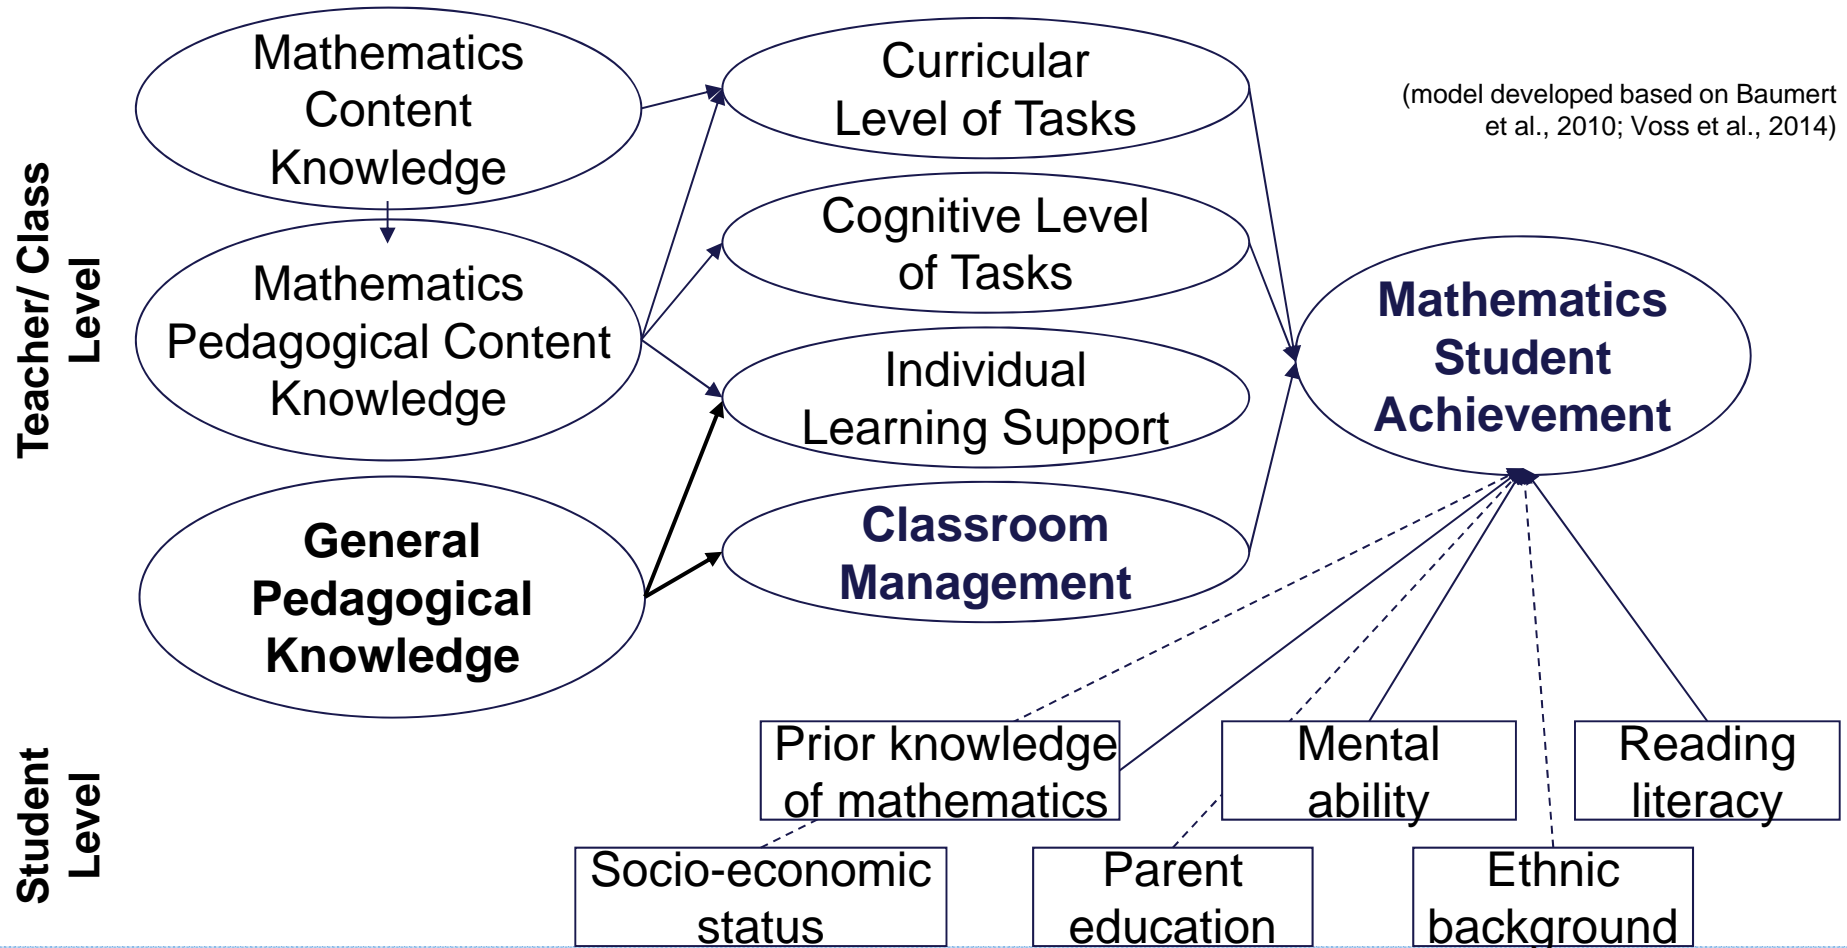 Mathematics
Content
Knowledge
Curricular
Level of Tasks
(model developed based on Baumert
et al., 2010; Voss et al., 2014)
Teacher/ Class
Level
Cognitive Level
of Tasks
Mathematics
Pedagogical Content
Knowledge
Individual
Learning Support
Mathematics
Student
Achievement
General
Pedagogical
Knowledge
Classroom
Management
Student
Level
Prior knowledge
of mathematics
Mental
ability
Reading
literacy
Socio-economic
status
Parent
education
Ethnic
background